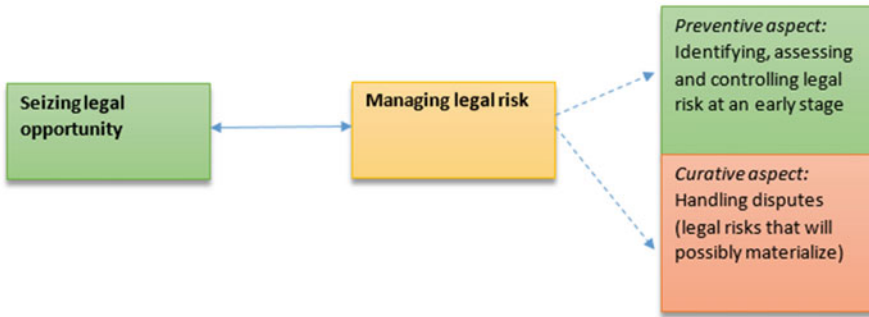 Seizing legal
opportunity
Managing legal risk
Preventive aspect:
Identifying, assessing
and controlling legal
risk at an early stage
Curative aspect:
Handling disputes
(legal risks that will
possibly materialize)